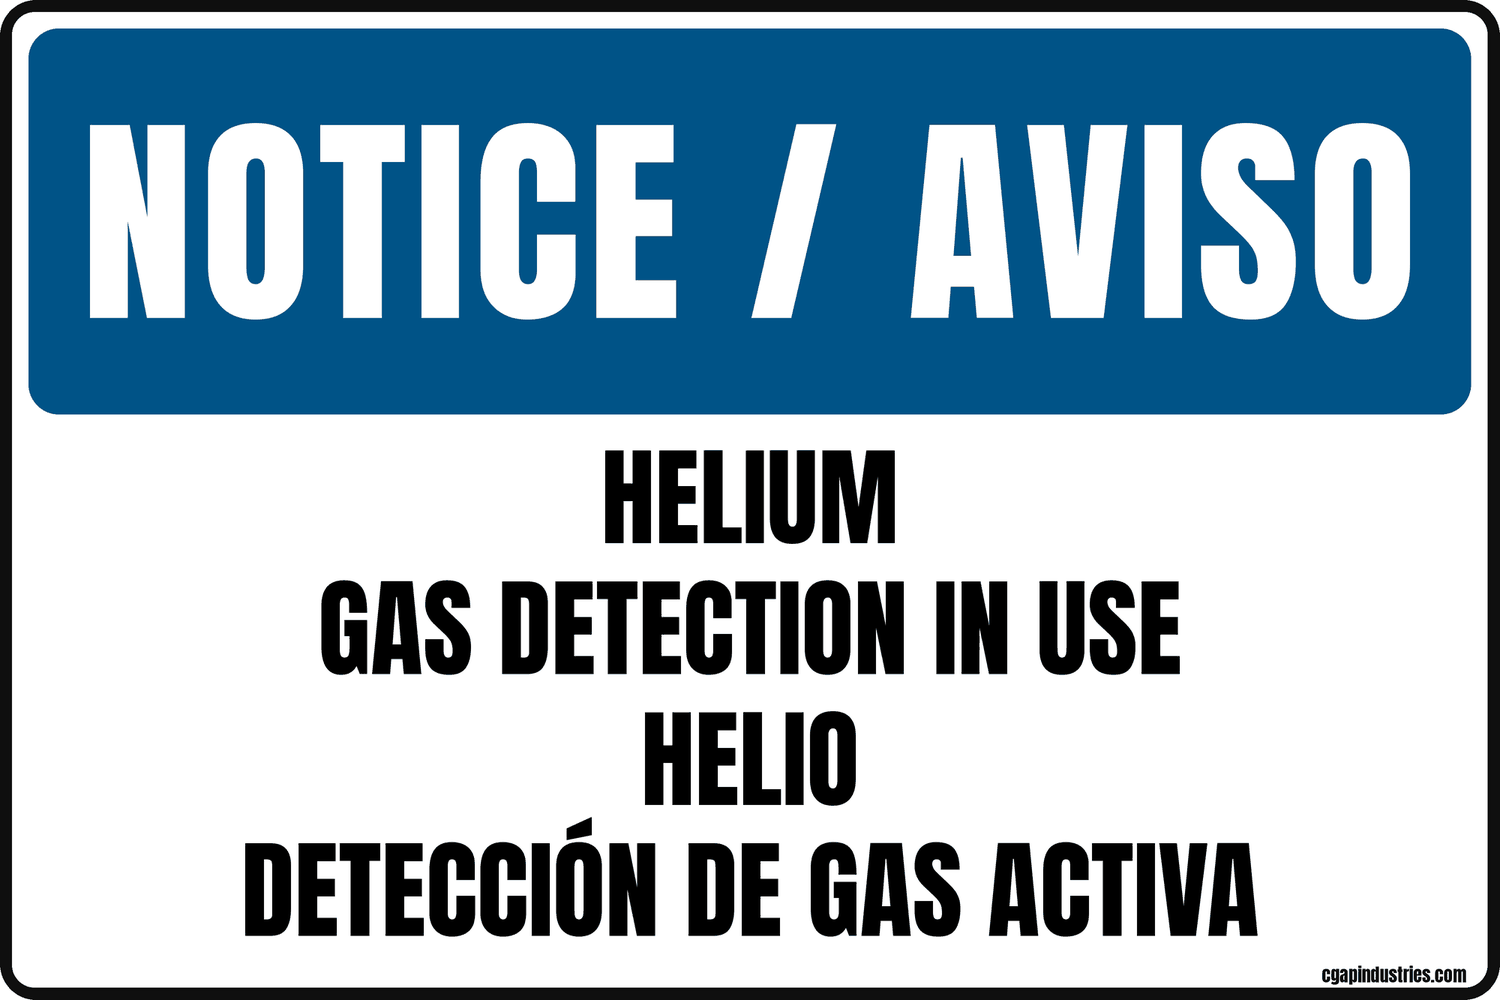 NOTICE / AVISO
HELIUM
GAS DETECTION IN USE
HELIO
DETECCIÓN DE GAS ACTIVA
cgapindustries.com